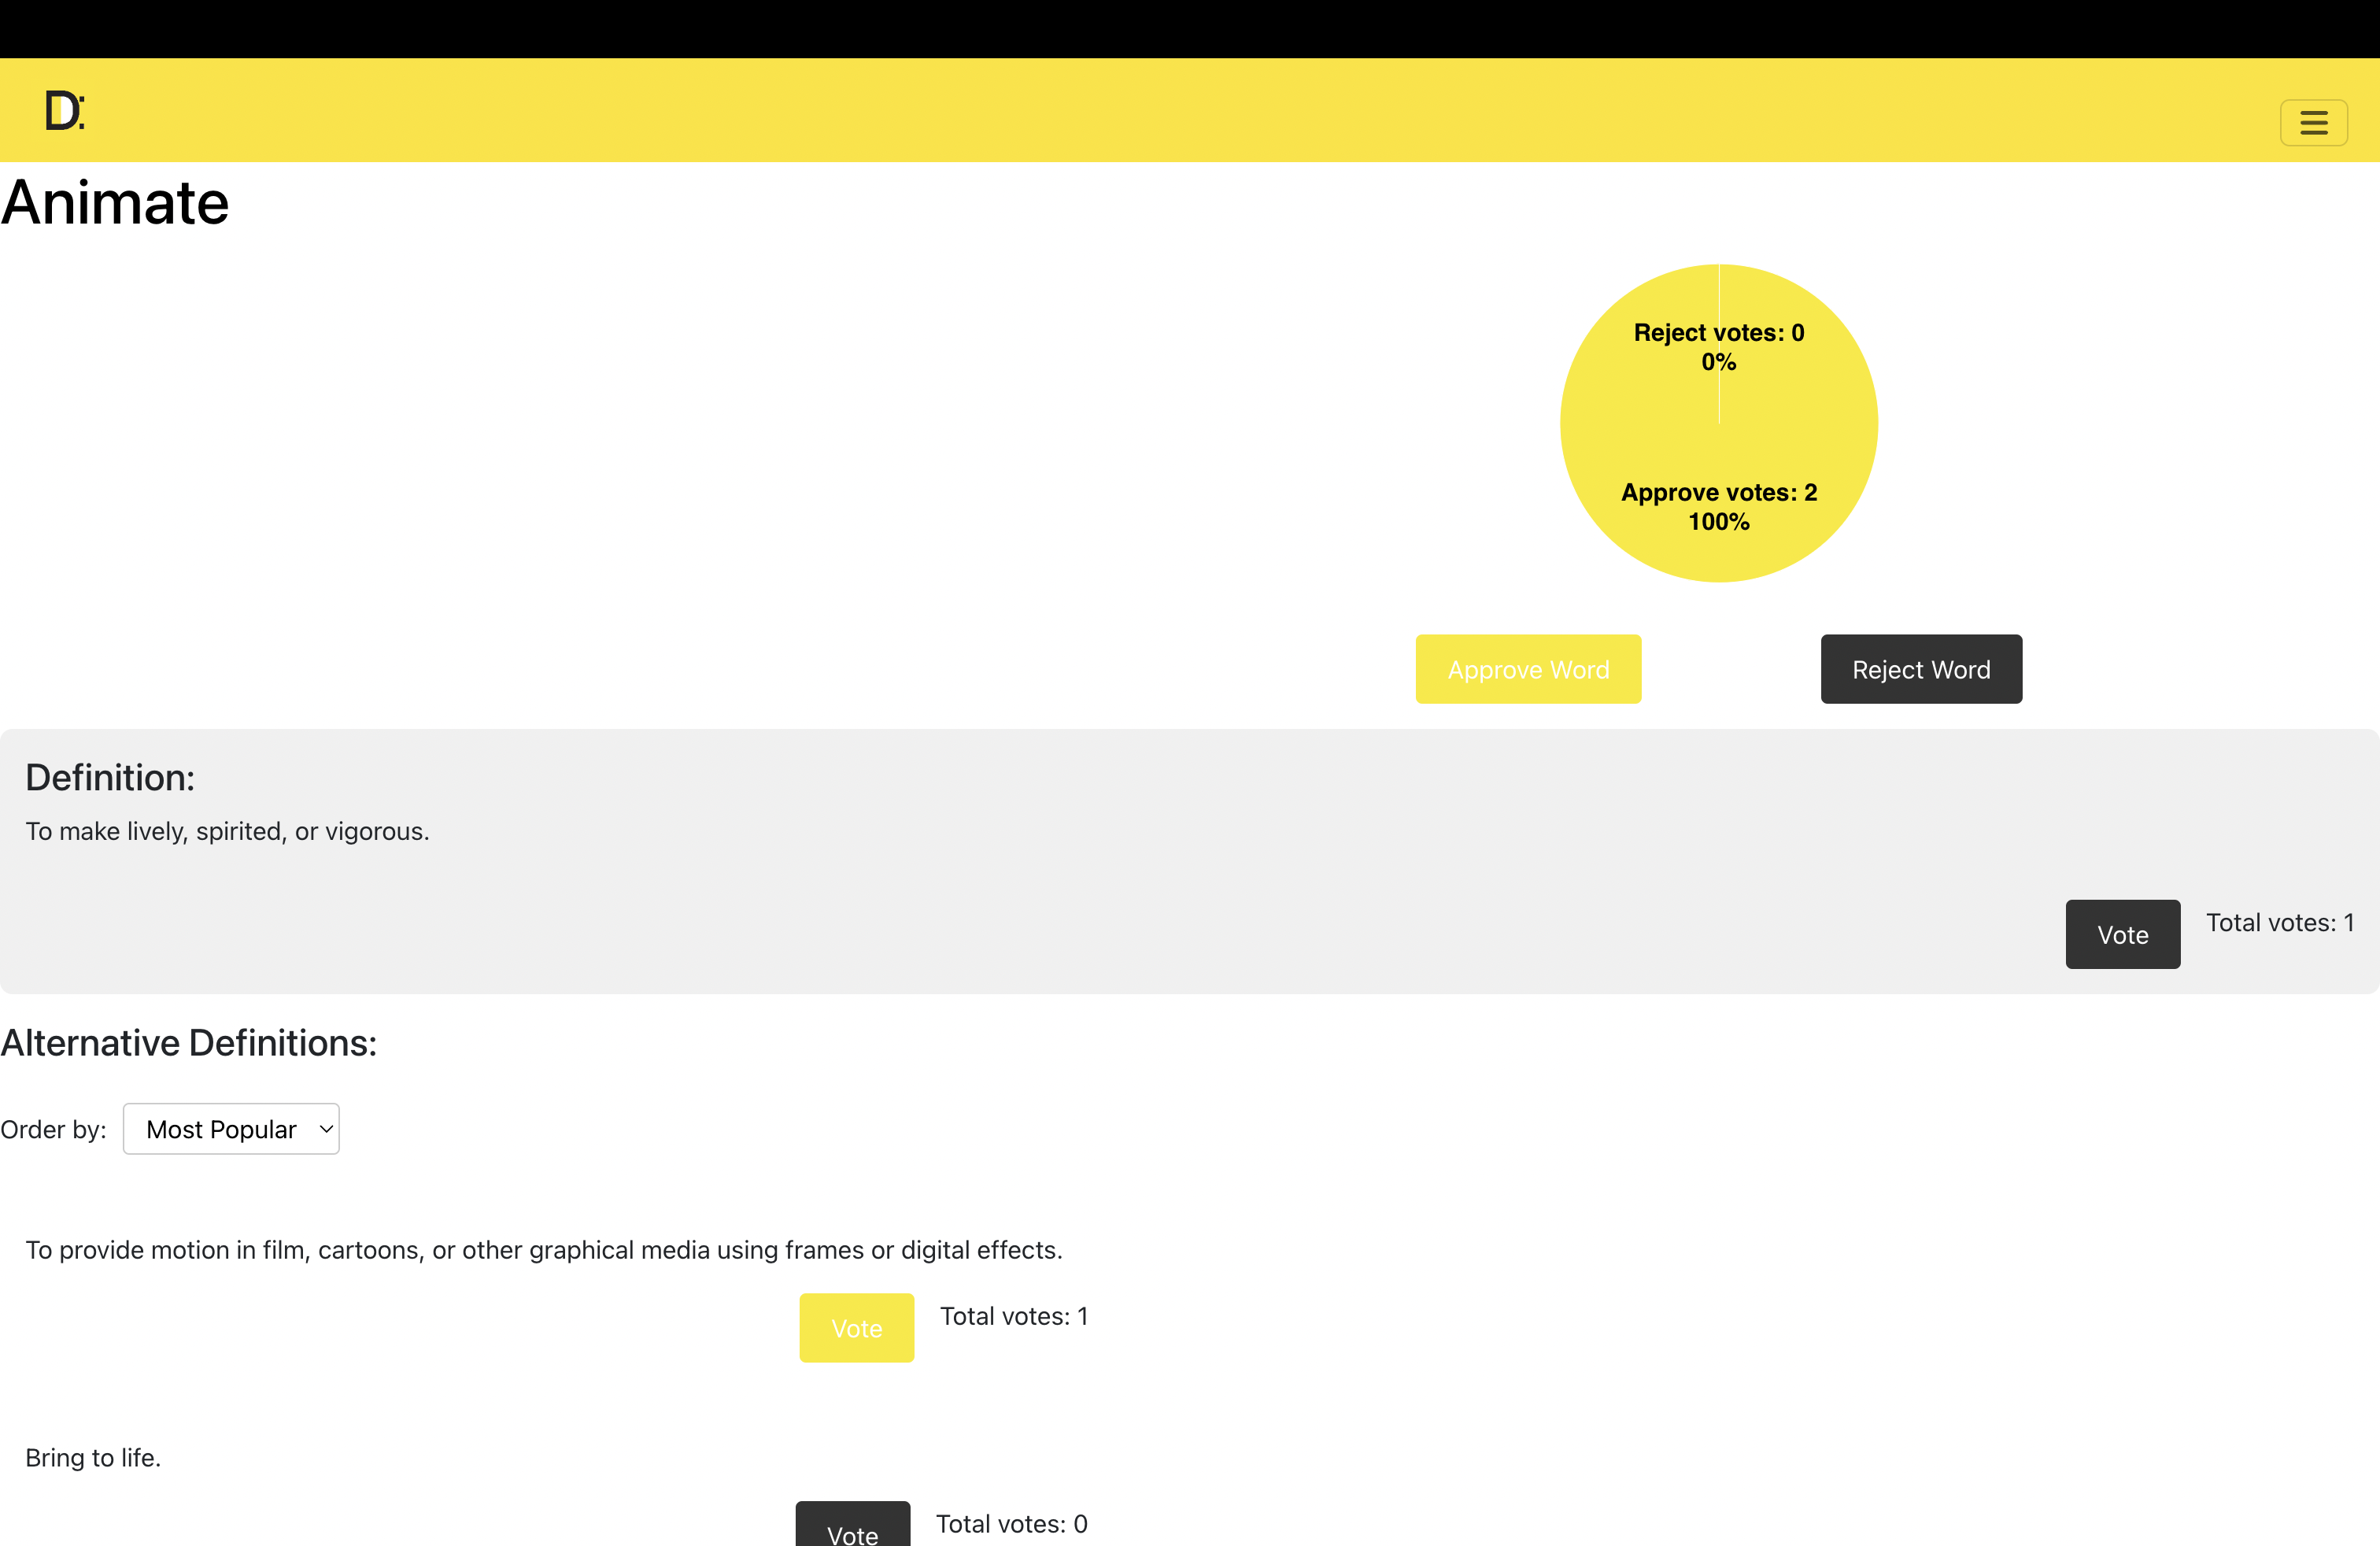 D:
Animate
Reject votes: 0
0%
Approve votes: 2
100%
Approve Word
Reject Word
Definition:
To make lively, spirited, or vigorous.
Vote
Total votes: 1
Alternative Definitions:
Order by:
Most Popular
To provide motion in film, cartoons, or other graphical media using frames or digital effects.
Vote
Total votes: 1
Bring to life.
Vote
Total votes: 0